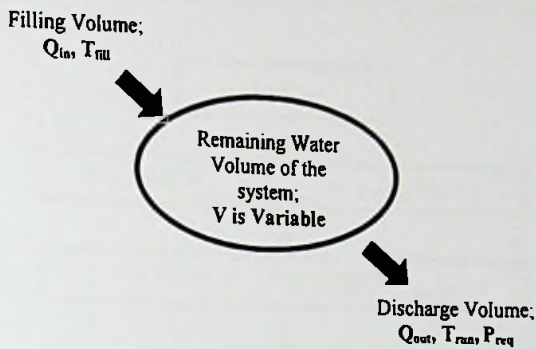 Filling Volume;
Qin, Tfill
Remaining Water
Volume of the
system;
V is Variable
Discharge Volume;
Qout, Trun, Preq